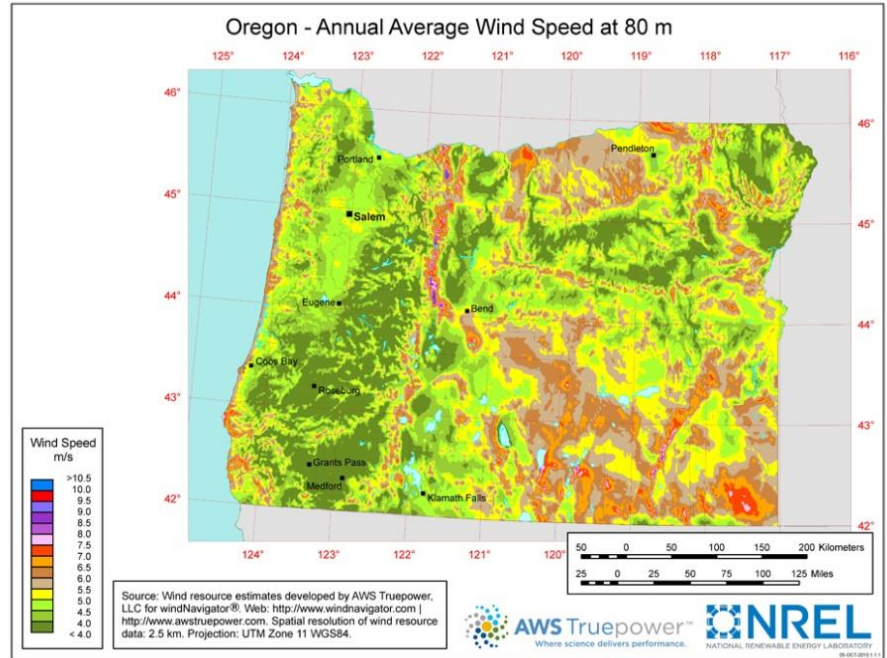 Oregon - Annual Average Wind Speed at 80 m
125° 124° 123° 122° 121° 120° 119° 118° 117° 116°
46° 46°
Portland
Pendleton
45° 45°
Salem
44° 44°
Eugene
Bend
Coos Bay
43° 43°
Roseburg
Grants Pass
Medford
Klamath Falls
42° 42°
124° 123° 122° 121° 120°
Wind Speed
m/s
>10.5
10.0
9.5
9.0
8.5
8.0
7.5
7.0
6.5
6.0
5.5
5.0
4.5
4.0
< 4.0
Source: Wind resource estimates developed by AWS Truepower,
LLC for windNavigator®. Web: http://www.windnavigator.com |
http://www.awstruepower.com. Spatial resolution of wind resource
data: 2.5 km. Projection: UTM Zone 11 WGS84.
50 0 50 100 150 200 Kilometers
25 0 25 50 75 100 125 Miles
AWS Truepower™
Where science delivers performance.
NREL
NATIONAL RENEWABLE ENERGY LABORATORY